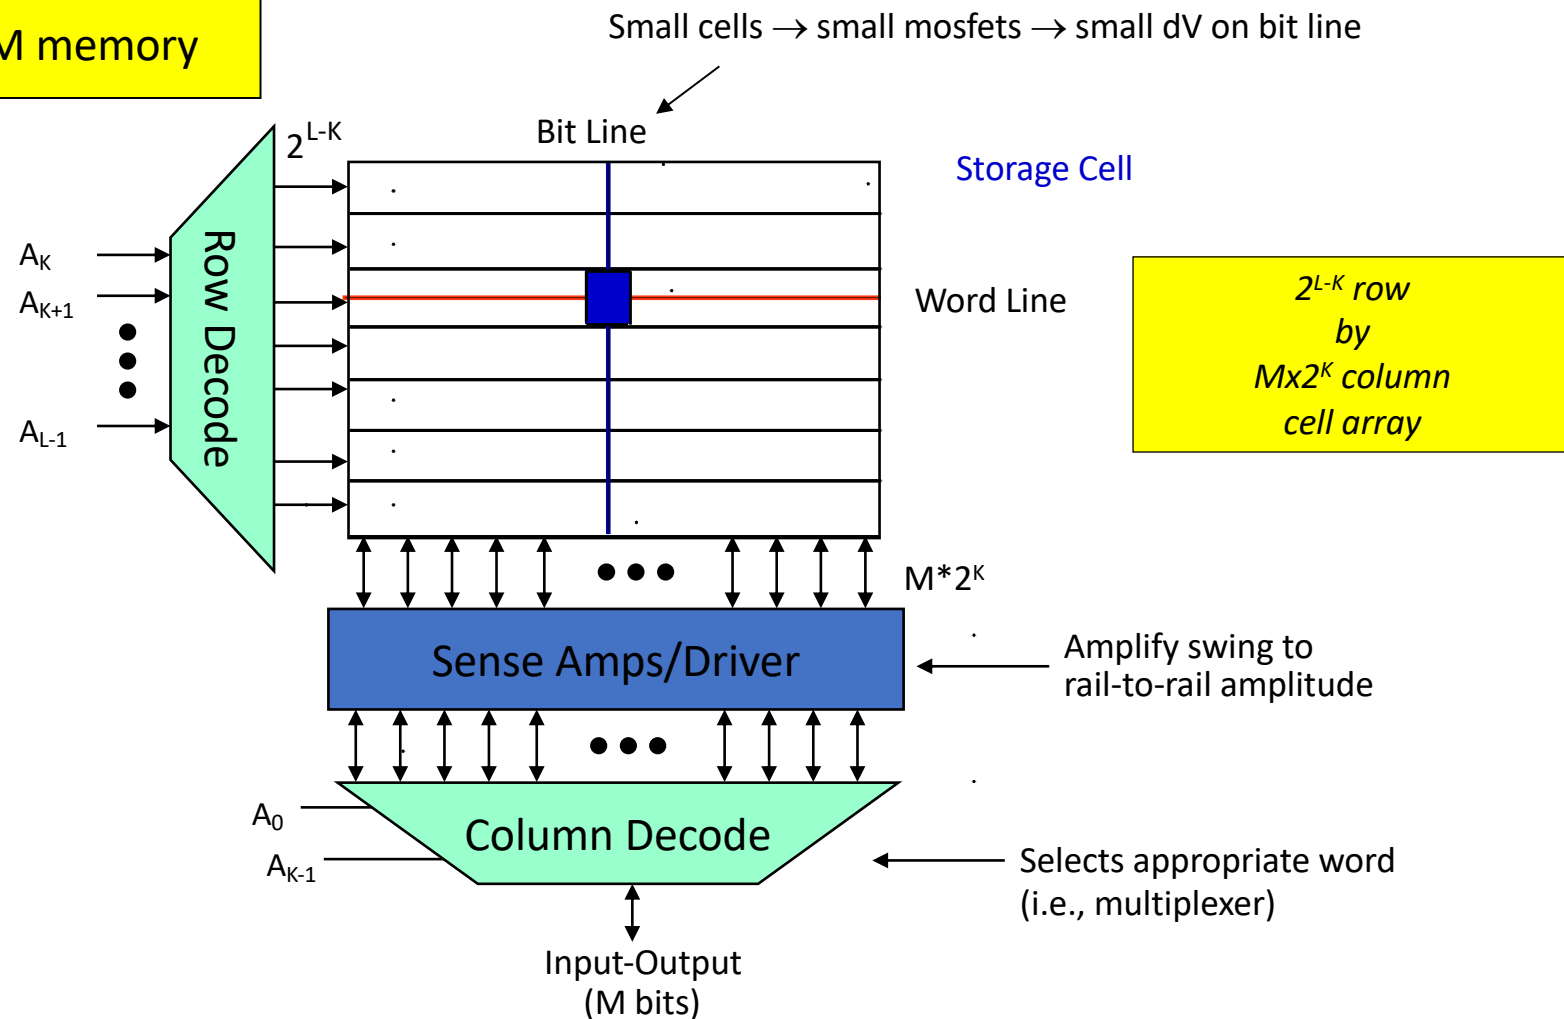 M memory
Small cells → small mosfets → small dV on bit line
2^L-K
Bit Line
Storage Cell
A_K
A_K+1
A_L-1
Row Decode
Word Line
2^L-K row
by
Mx2^K column
cell array
M*2^K
Sense Amps/Driver
Amplify swing to
rail-to-rail amplitude
A_0
A_K-1
Column Decode
Selects appropriate word
(i.e., multiplexer)
Input-Output
(M bits)